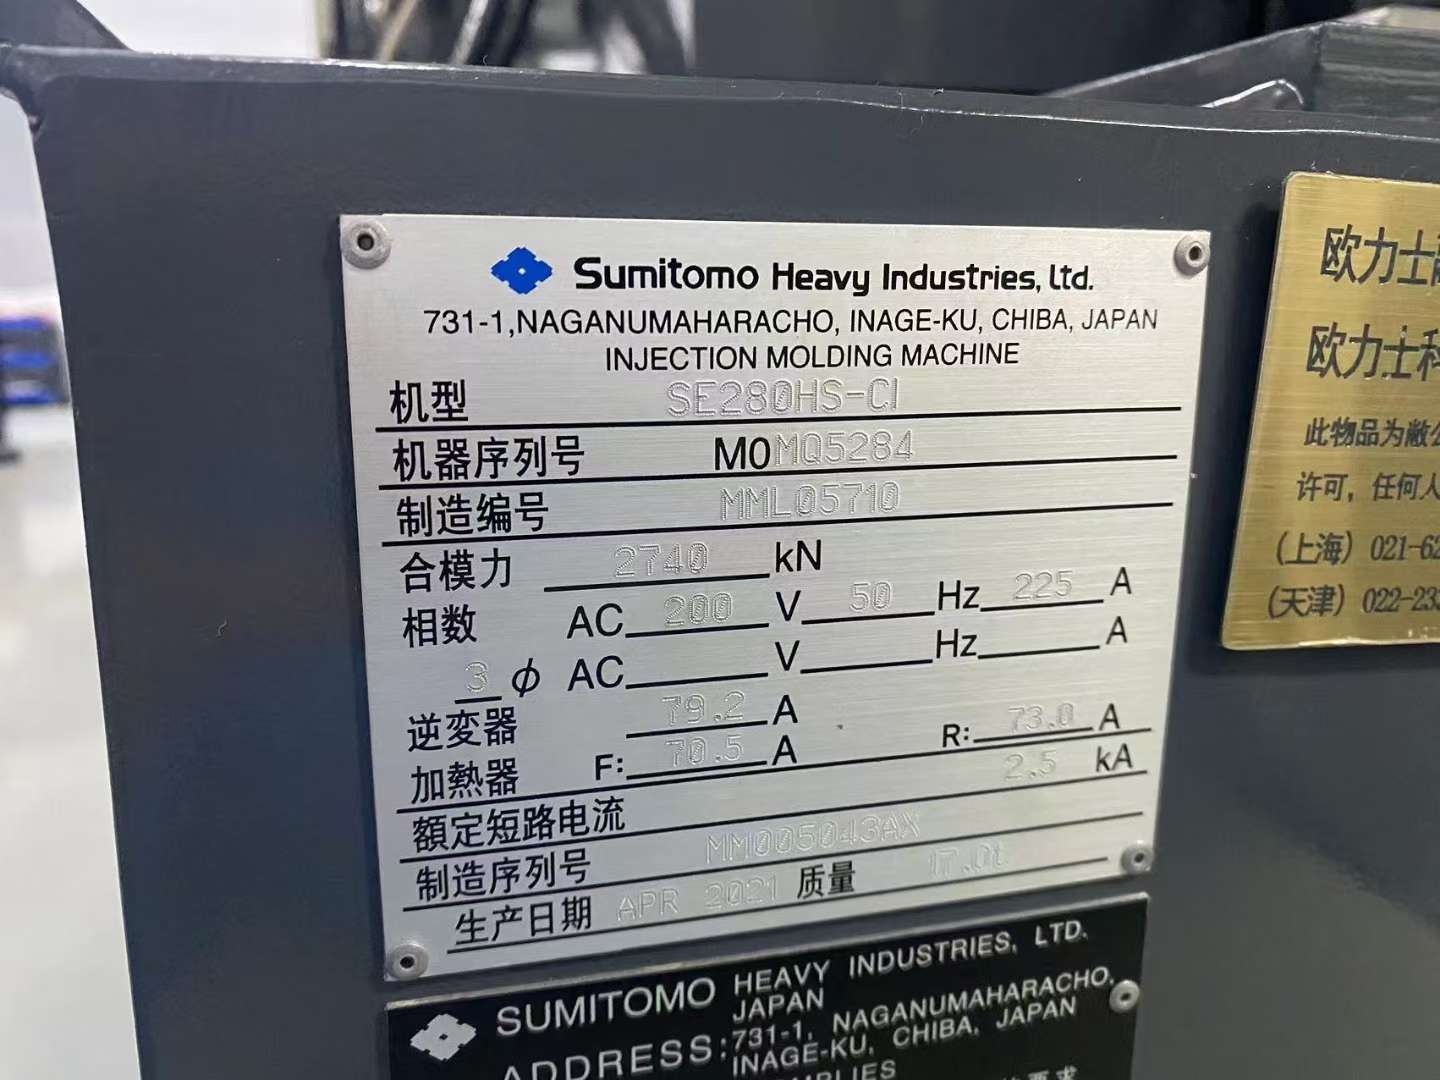 Sumitomo Heavy Industries, Ltd.
731-1,NAGANUMAHARACHO, INAGE-KU, CHIBA, JAPAN
INJECTION MOLDING MACHINE
机型 SE280HS-CI
机器序列号 M0MQ5284
制造编号 MML05710
合模力 2740 kN
相数 AC 200 V 50 Hz 225 A
3 φ AC V Hz A
逆変器 79.2 A
加熱器 F: 70.5 A R: 73.0 A
額定短路电流 2.5 kA
制造序列号 MM005043AX
生产日期 APR 2021 质量 17.0t
SUMITOMO HEAVY INDUSTRIES, LTD.
JAPAN
ADDRESS: 731-1, NAGANUMAHARACHO,
INAGE-KU, CHIBA, JAPAN
欧力士
欧力士科
此物品为敝
许可，任何人
(上海) 021-62
(天津) 022-233